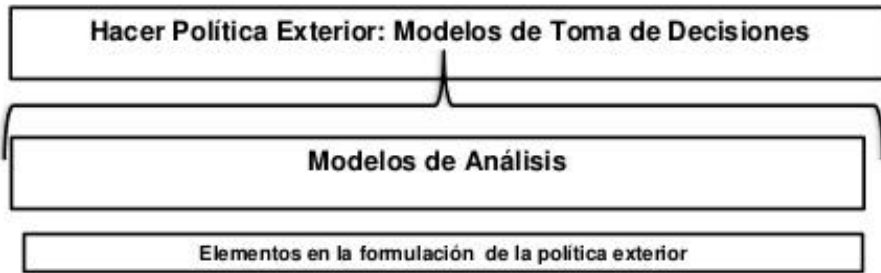 Hacer Política Exterior: Modelos de Toma de Decisiones
Modelos de Análisis
Elementos en la formulación de la política exterior